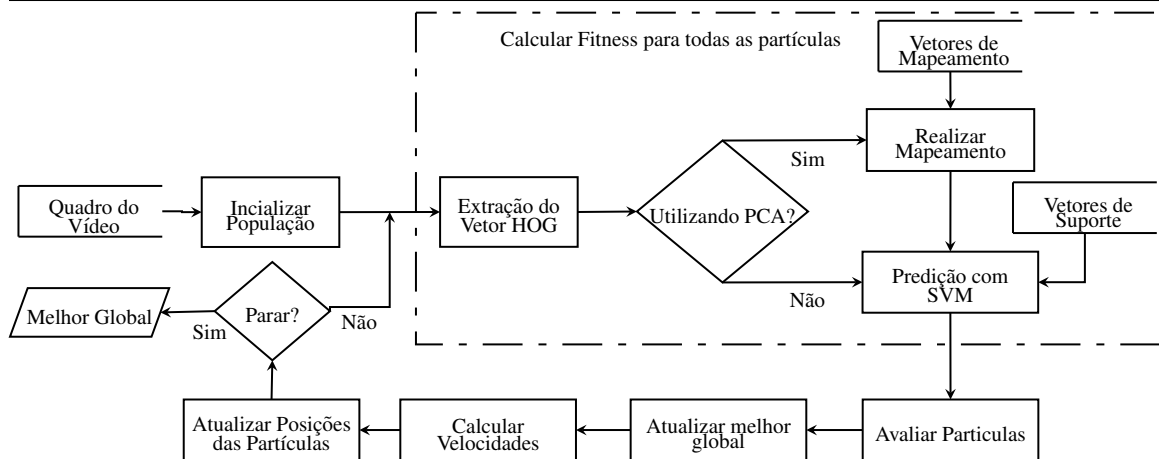 Calcular Fitness para todas as partículas
Vetores de
Mapeamento
Realizar
Mapeamento
Sim
Quadro do
Vídeo
Incializar
População
Extração do
Vetor HOG
Utilizando PCA?
Vetores de
Suporte
Não
Predição com
SVM
Melhor Global
Sim
Parar?
Não
Atualizar Posições
das Partículas
Calcular
Velocidades
Atualizar melhor
global
Avaliar Particulas